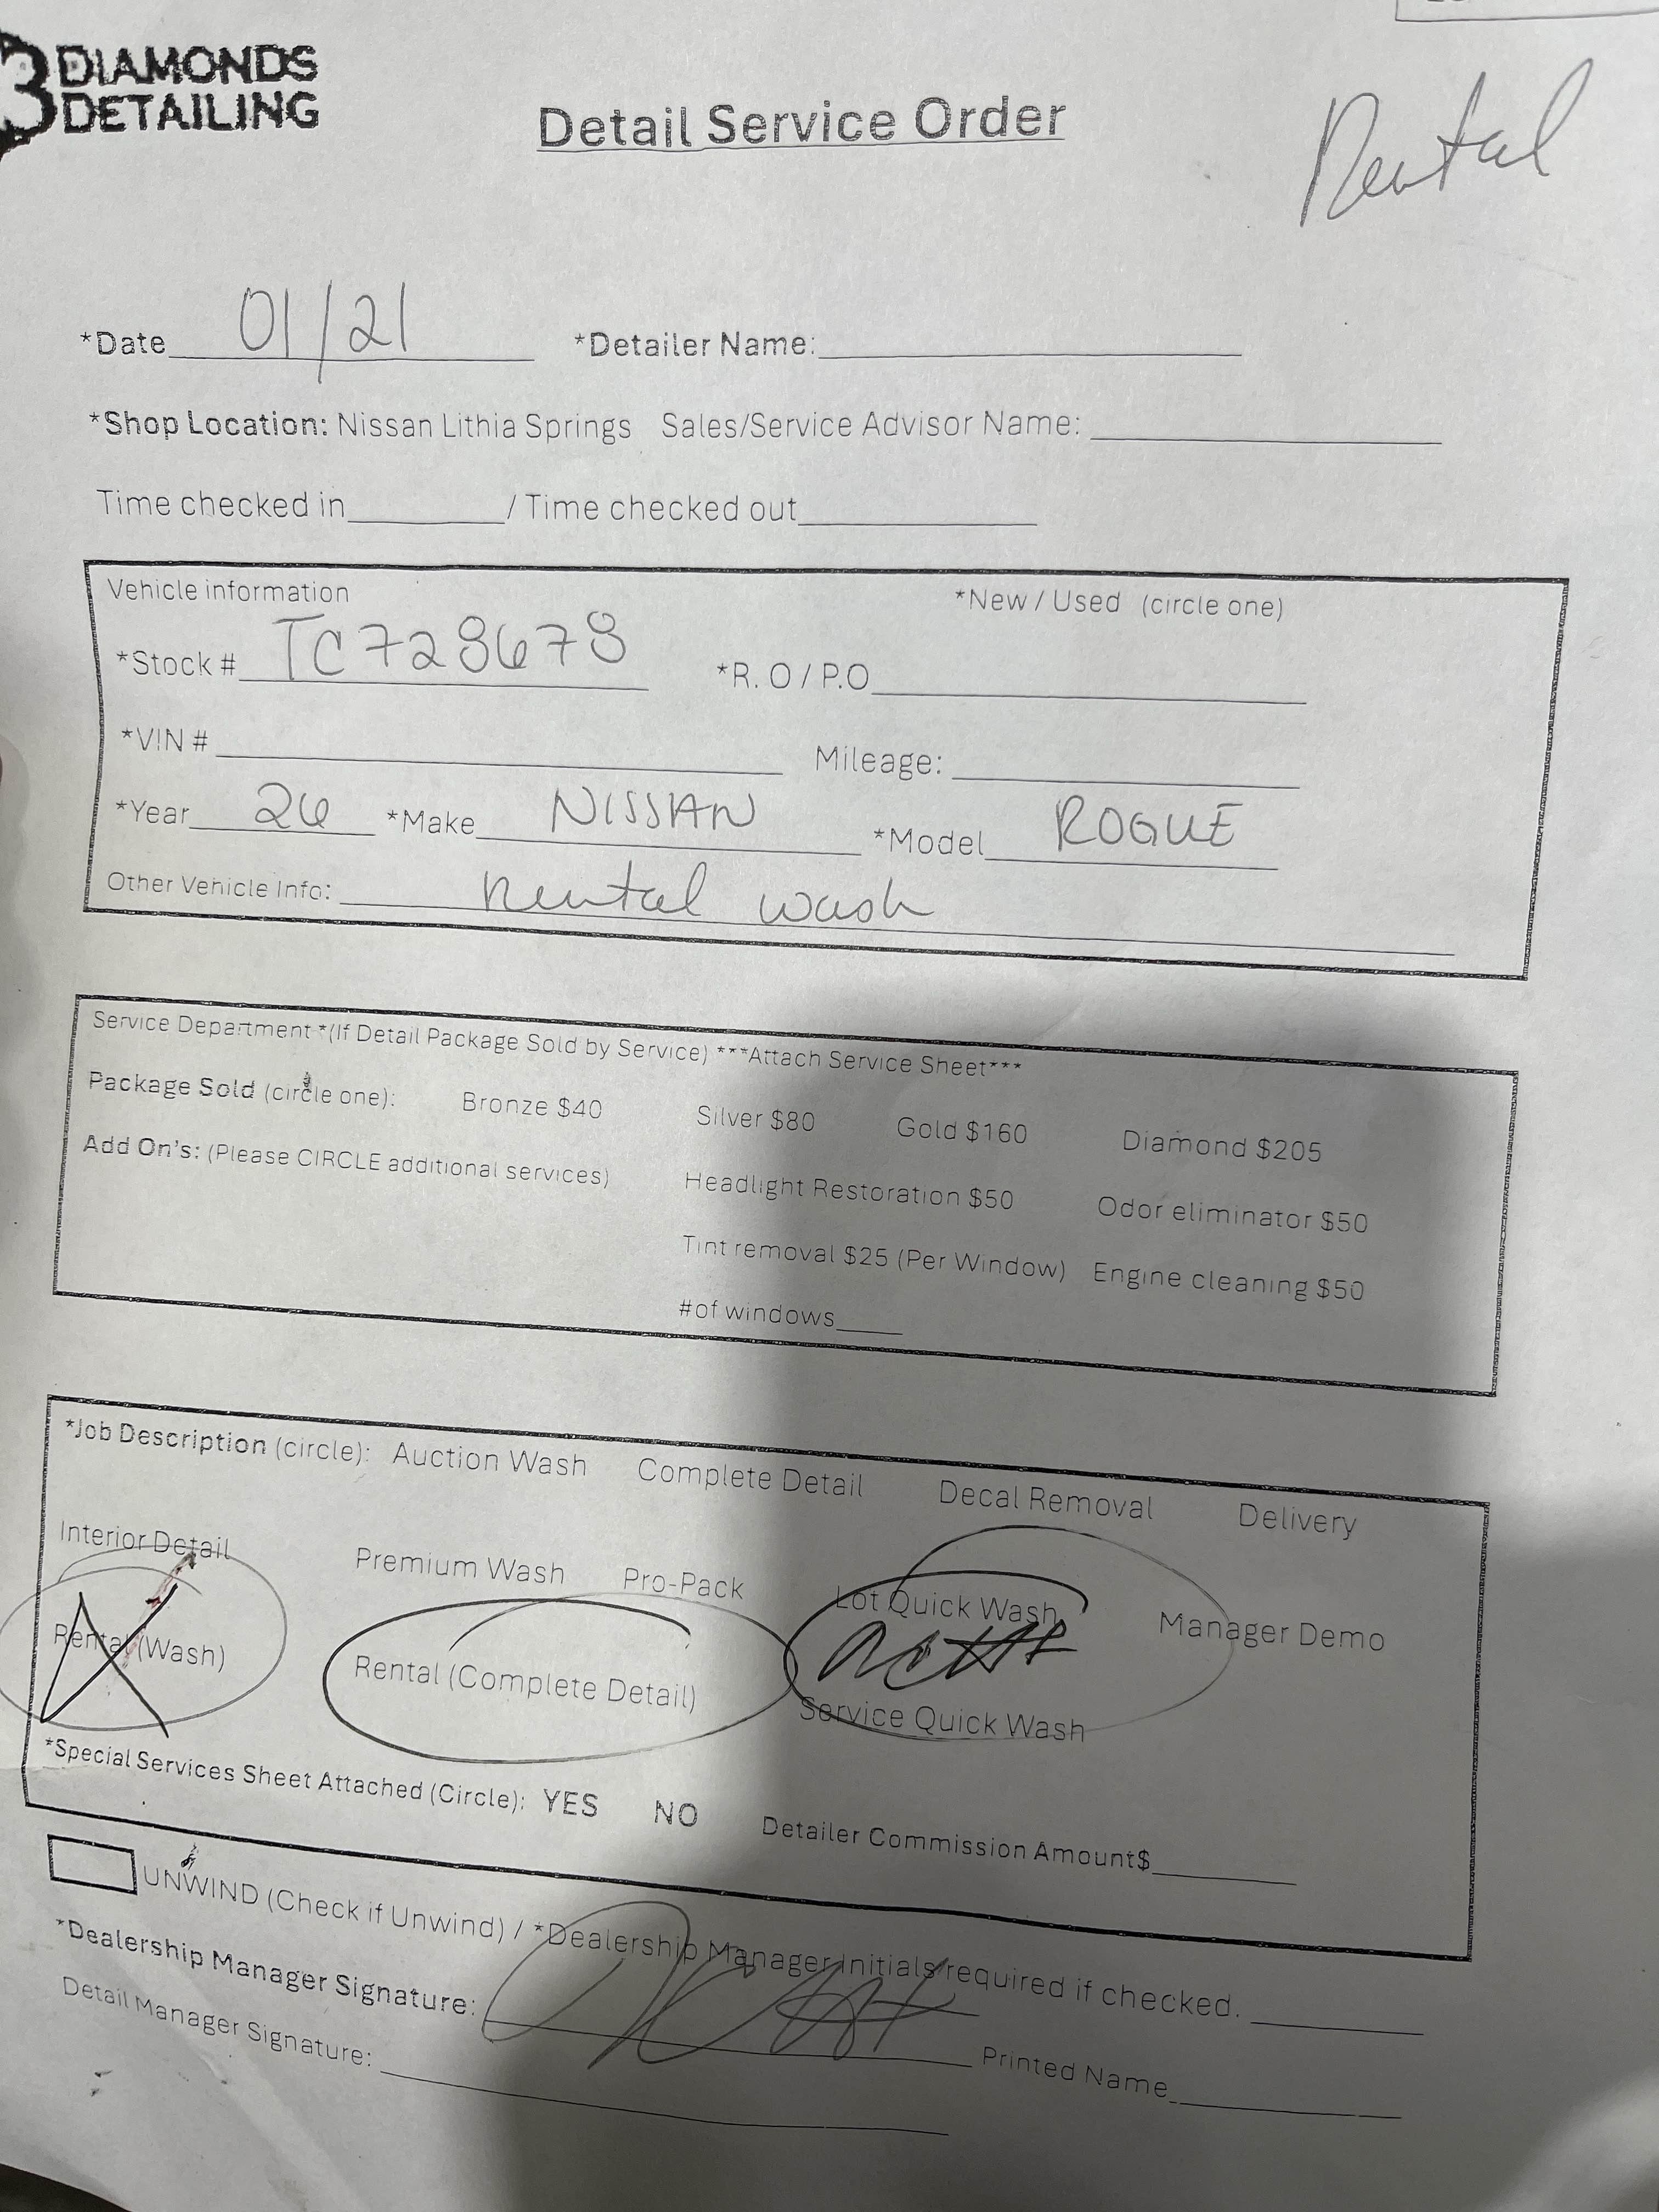 3 DIAMONDS
DETAILING
Detail Service Order
Rental
*Date 01/21 *Detailer Name:
*Shop Location: Nissan Lithia Springs Sales/Service Advisor Name:
Time checked in / Time checked out
Vehicle information *New / Used (circle one)
*Stock # TC728678 *R.O / P.O
*VIN # Mileage:
*Year 26 *Make NISSAN *Model ROGUE
Other Vehicle Info: Rental wash
Service Department *(If Detail Package Sold by Service) ***Attach Service Sheet***
Package Sold (circle one): Bronze $40 Silver $80 Gold $160 Diamond $205
Add On's: (Please CIRCLE additional services) Headlight Restoration $50 Odor eliminator $50
Tint removal $25 (Per Window) Engine cleaning $50
#of windows
*Job Description (circle): Auction Wash Complete Detail Decal Removal Delivery
Interior Detail Premium Wash Pro-Pack Lot Quick Wash Manager Demo
Rental (Wash) Rental (Complete Detail) Service Quick Wash
*Special Services Sheet Attached (Circle): YES NO Detailer Commission Amount$
UNWIND (Check if Unwind) / *Dealership Manager Initials required if checked.
*Dealership Manager Signature: Printed Name
Detail Manager Signature: